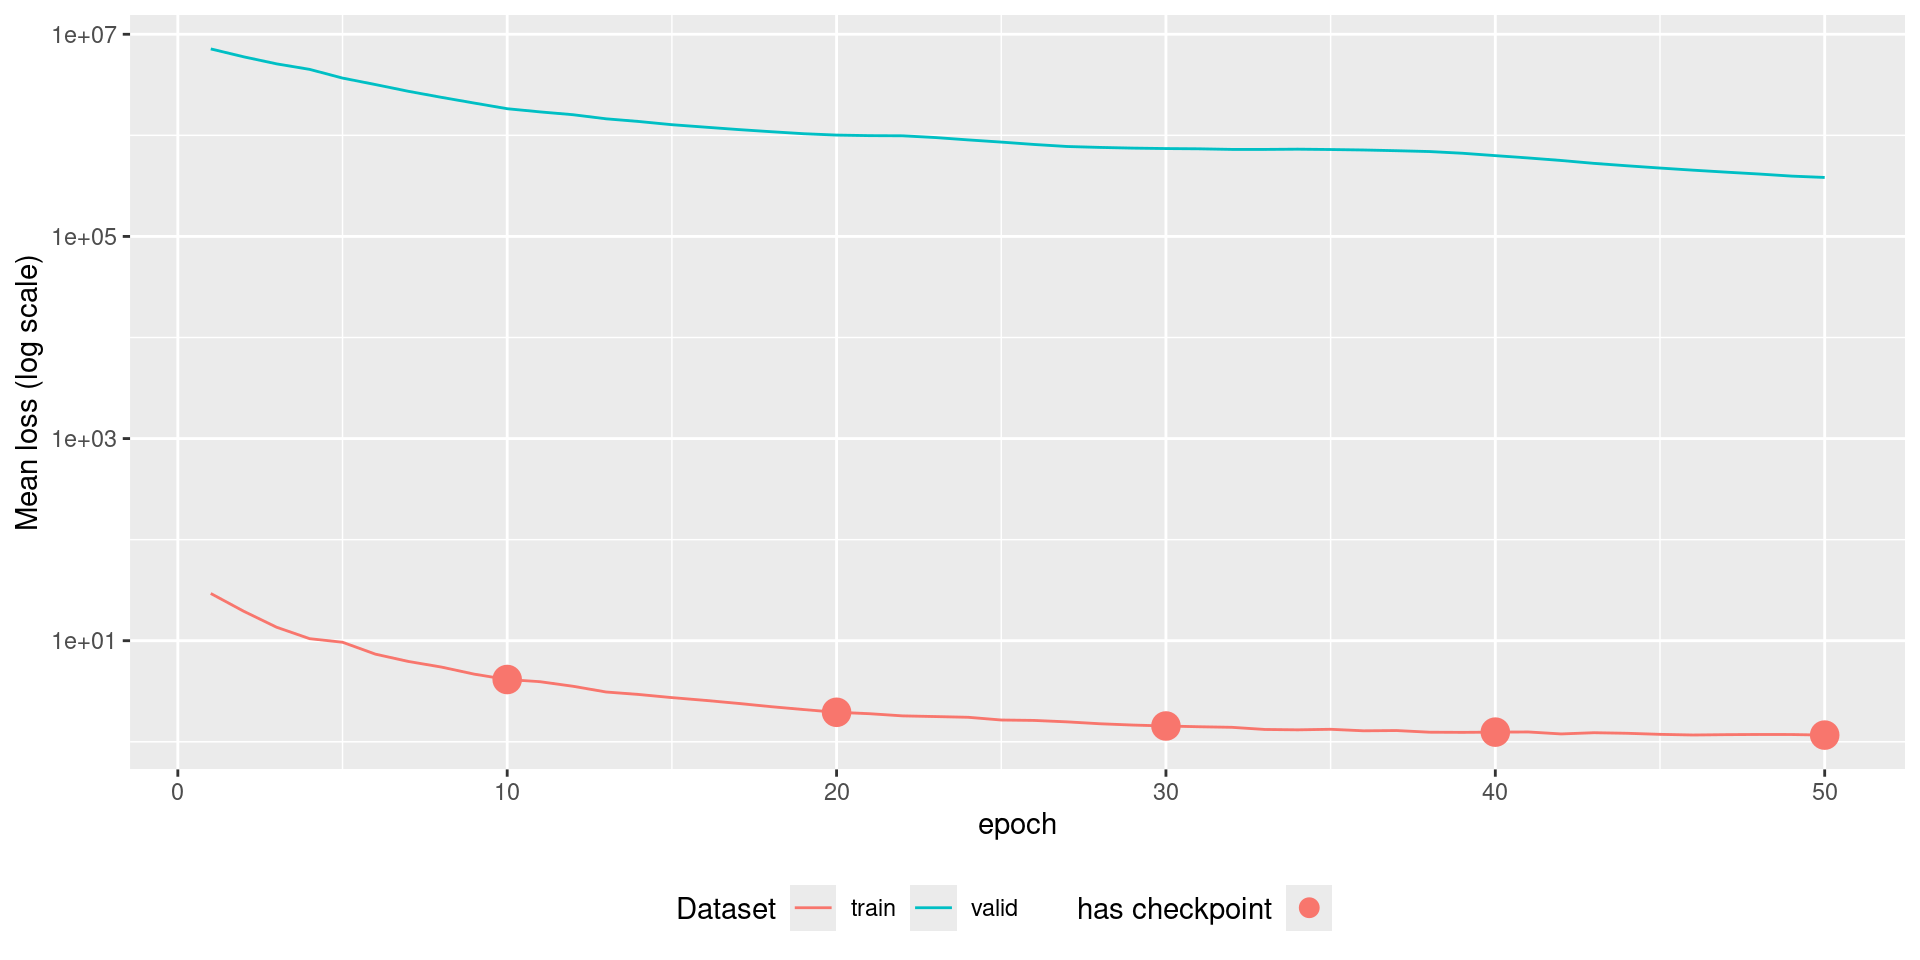 Mean loss (log scale)
1e+07
1e+05
1e+03
1e+01
0 10 20 30 40 50
epoch
Dataset train valid has checkpoint